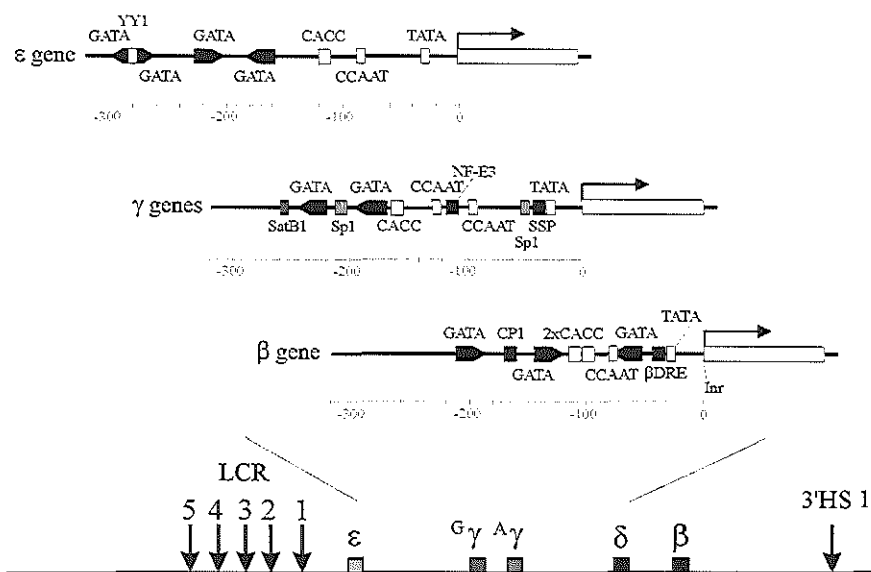 YY1
GATA GATA CACC TATA
ε gene
GATA GATA CCAAT
-300 -200 -100 0
NF-E3
GATA GATA CCAAT TATA
γ genes
SatB1 Sp1 CACC CCAAT SSP
Sp1
-300 -200 -100 0
TATA
GATA CP1 2xCACC GATA
β gene
GATA CCAAT βDRE
Inr
-300 -200 -100 0
LCR
5 4 3 2 1 3'HS 1
ε Gγ Aγ δ β